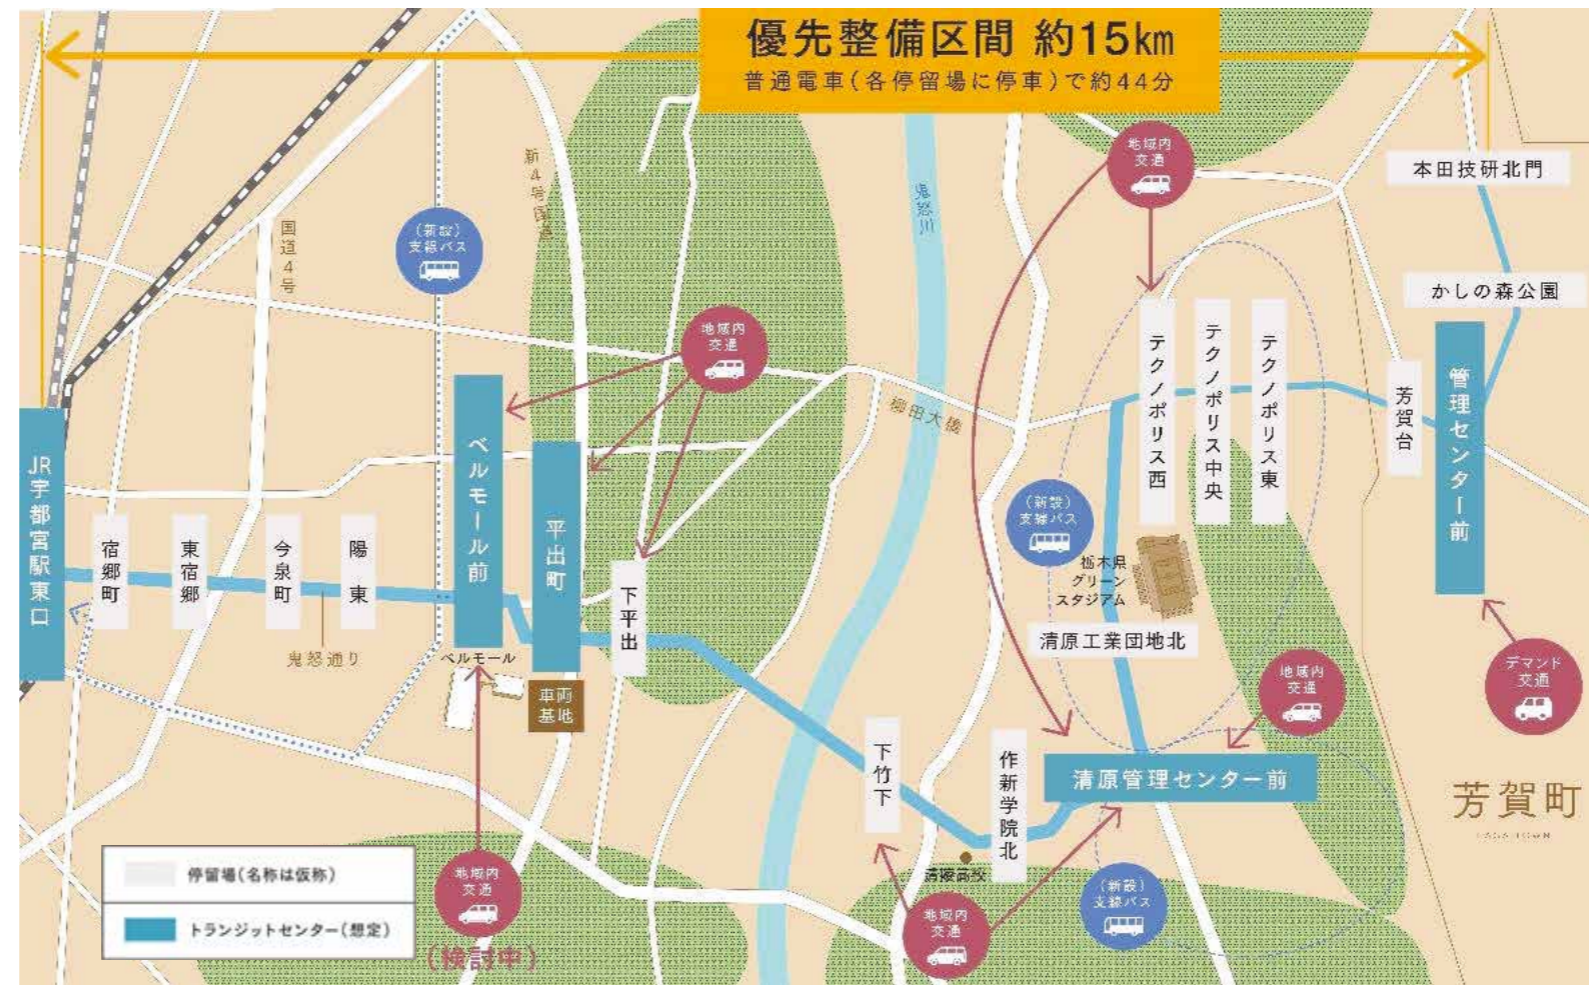 優先整備区間 約15km
普通電車(各停留場に停車)で約44分
本田技研北門
かしの森公園
管理センター前
芳賀台
テクノポリス東
テクノポリス中央
テクノポリス西
地域内
交通
鬼怒川
新4号国道
国道4号
(新設)
支線バス
地域内
交通
柳田大橋
JR宇都宮駅東口
宿郷町
東宿郷
今泉町
陽東
鬼怒通り
ベルモール前
ベルモール
平出町
車両
基地
下平出
(新設)
支線バス
栃木県
グリーン
スタジアム
清原工業団地北
地域内
交通
デマンド
交通
下竹下
作新学院北
清原管理センター前
清陵高校
芳賀町
HAGA TOWN
地域内
交通
(検討中)
地域内
交通
(新設)
支線バス
停留場(名称は仮称)
トランジットセンター(想定)